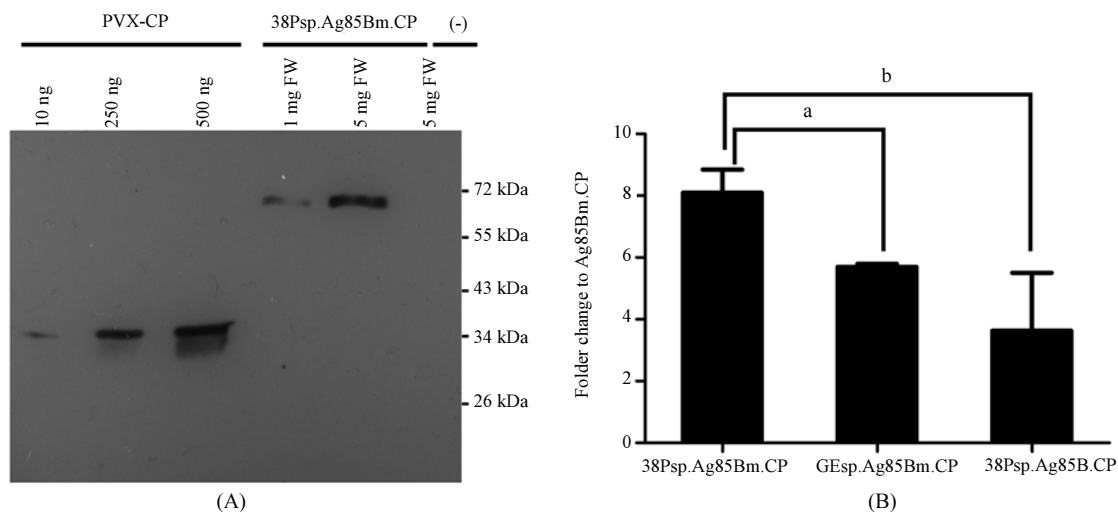 PVX-CP
38Psp.Ag85Bm.CP
(-)
10 ng
250 ng
500 ng
1 mg FW
5 mg FW
5 mg FW
72 kDa
55 kDa
43 kDa
34 kDa
26 kDa
(A)
b
a
Folder change to Ag85Bm.CP
10
8
6
4
2
0
38Psp.Ag85Bm.CP
GEsp.Ag85Bm.CP
38Psp.Ag85B.CP
(B)